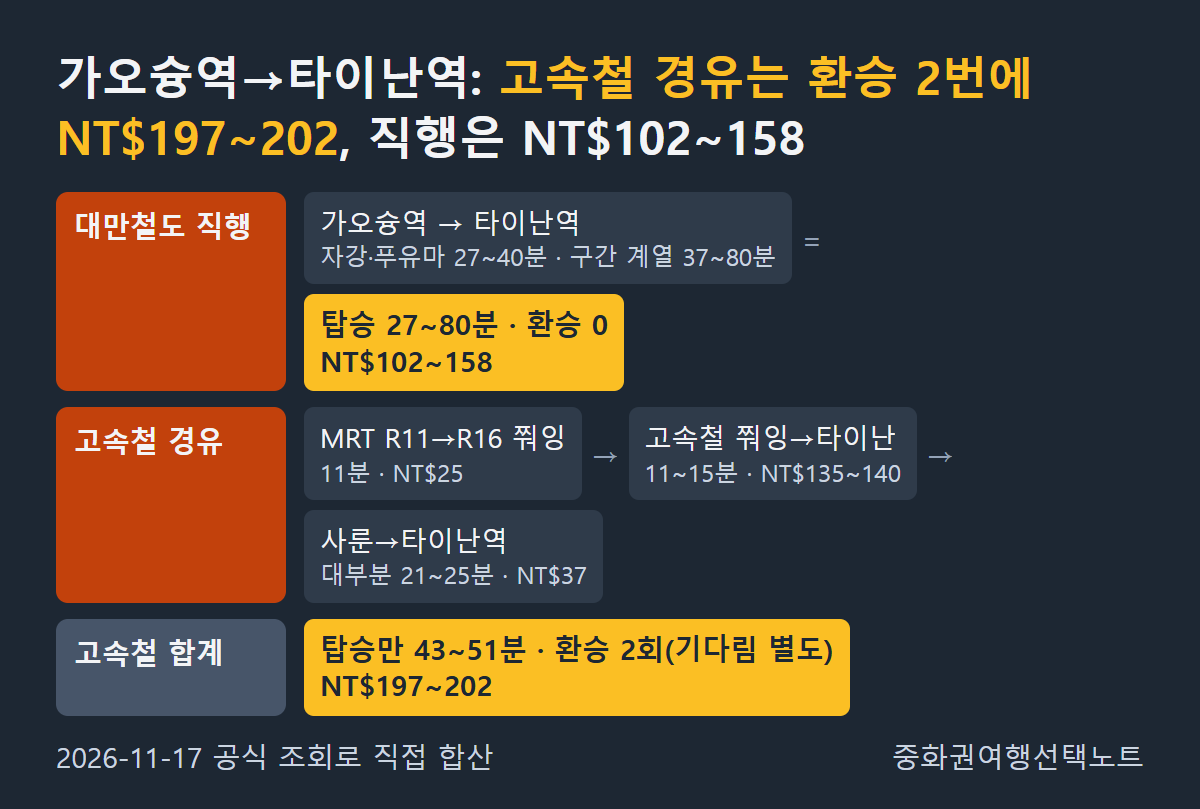 가오슝역→타이난역: 고속철 경유는 환승 2번에
NT$197~202, 직행은 NT$102~158
대만철도 직행
가오슝역 → 타이난역
자강·푸유마 27~40분 · 구간 계열 37~80분
=
탑승 27~80분 · 환승 0
NT$102~158
고속철 경유
MRT R11→R16 쭤잉
11분 · NT$25
→
고속철 쭤잉→타이난
11~15분 · NT$135~140
→
사룬→타이난역
대부분 21~25분 · NT$37
고속철 합계
탑승만 43~51분 · 환승 2회(기다림 별도)
NT$197~202
2026-11-17 공식 조회로 직접 합산
중화권여행선택노트